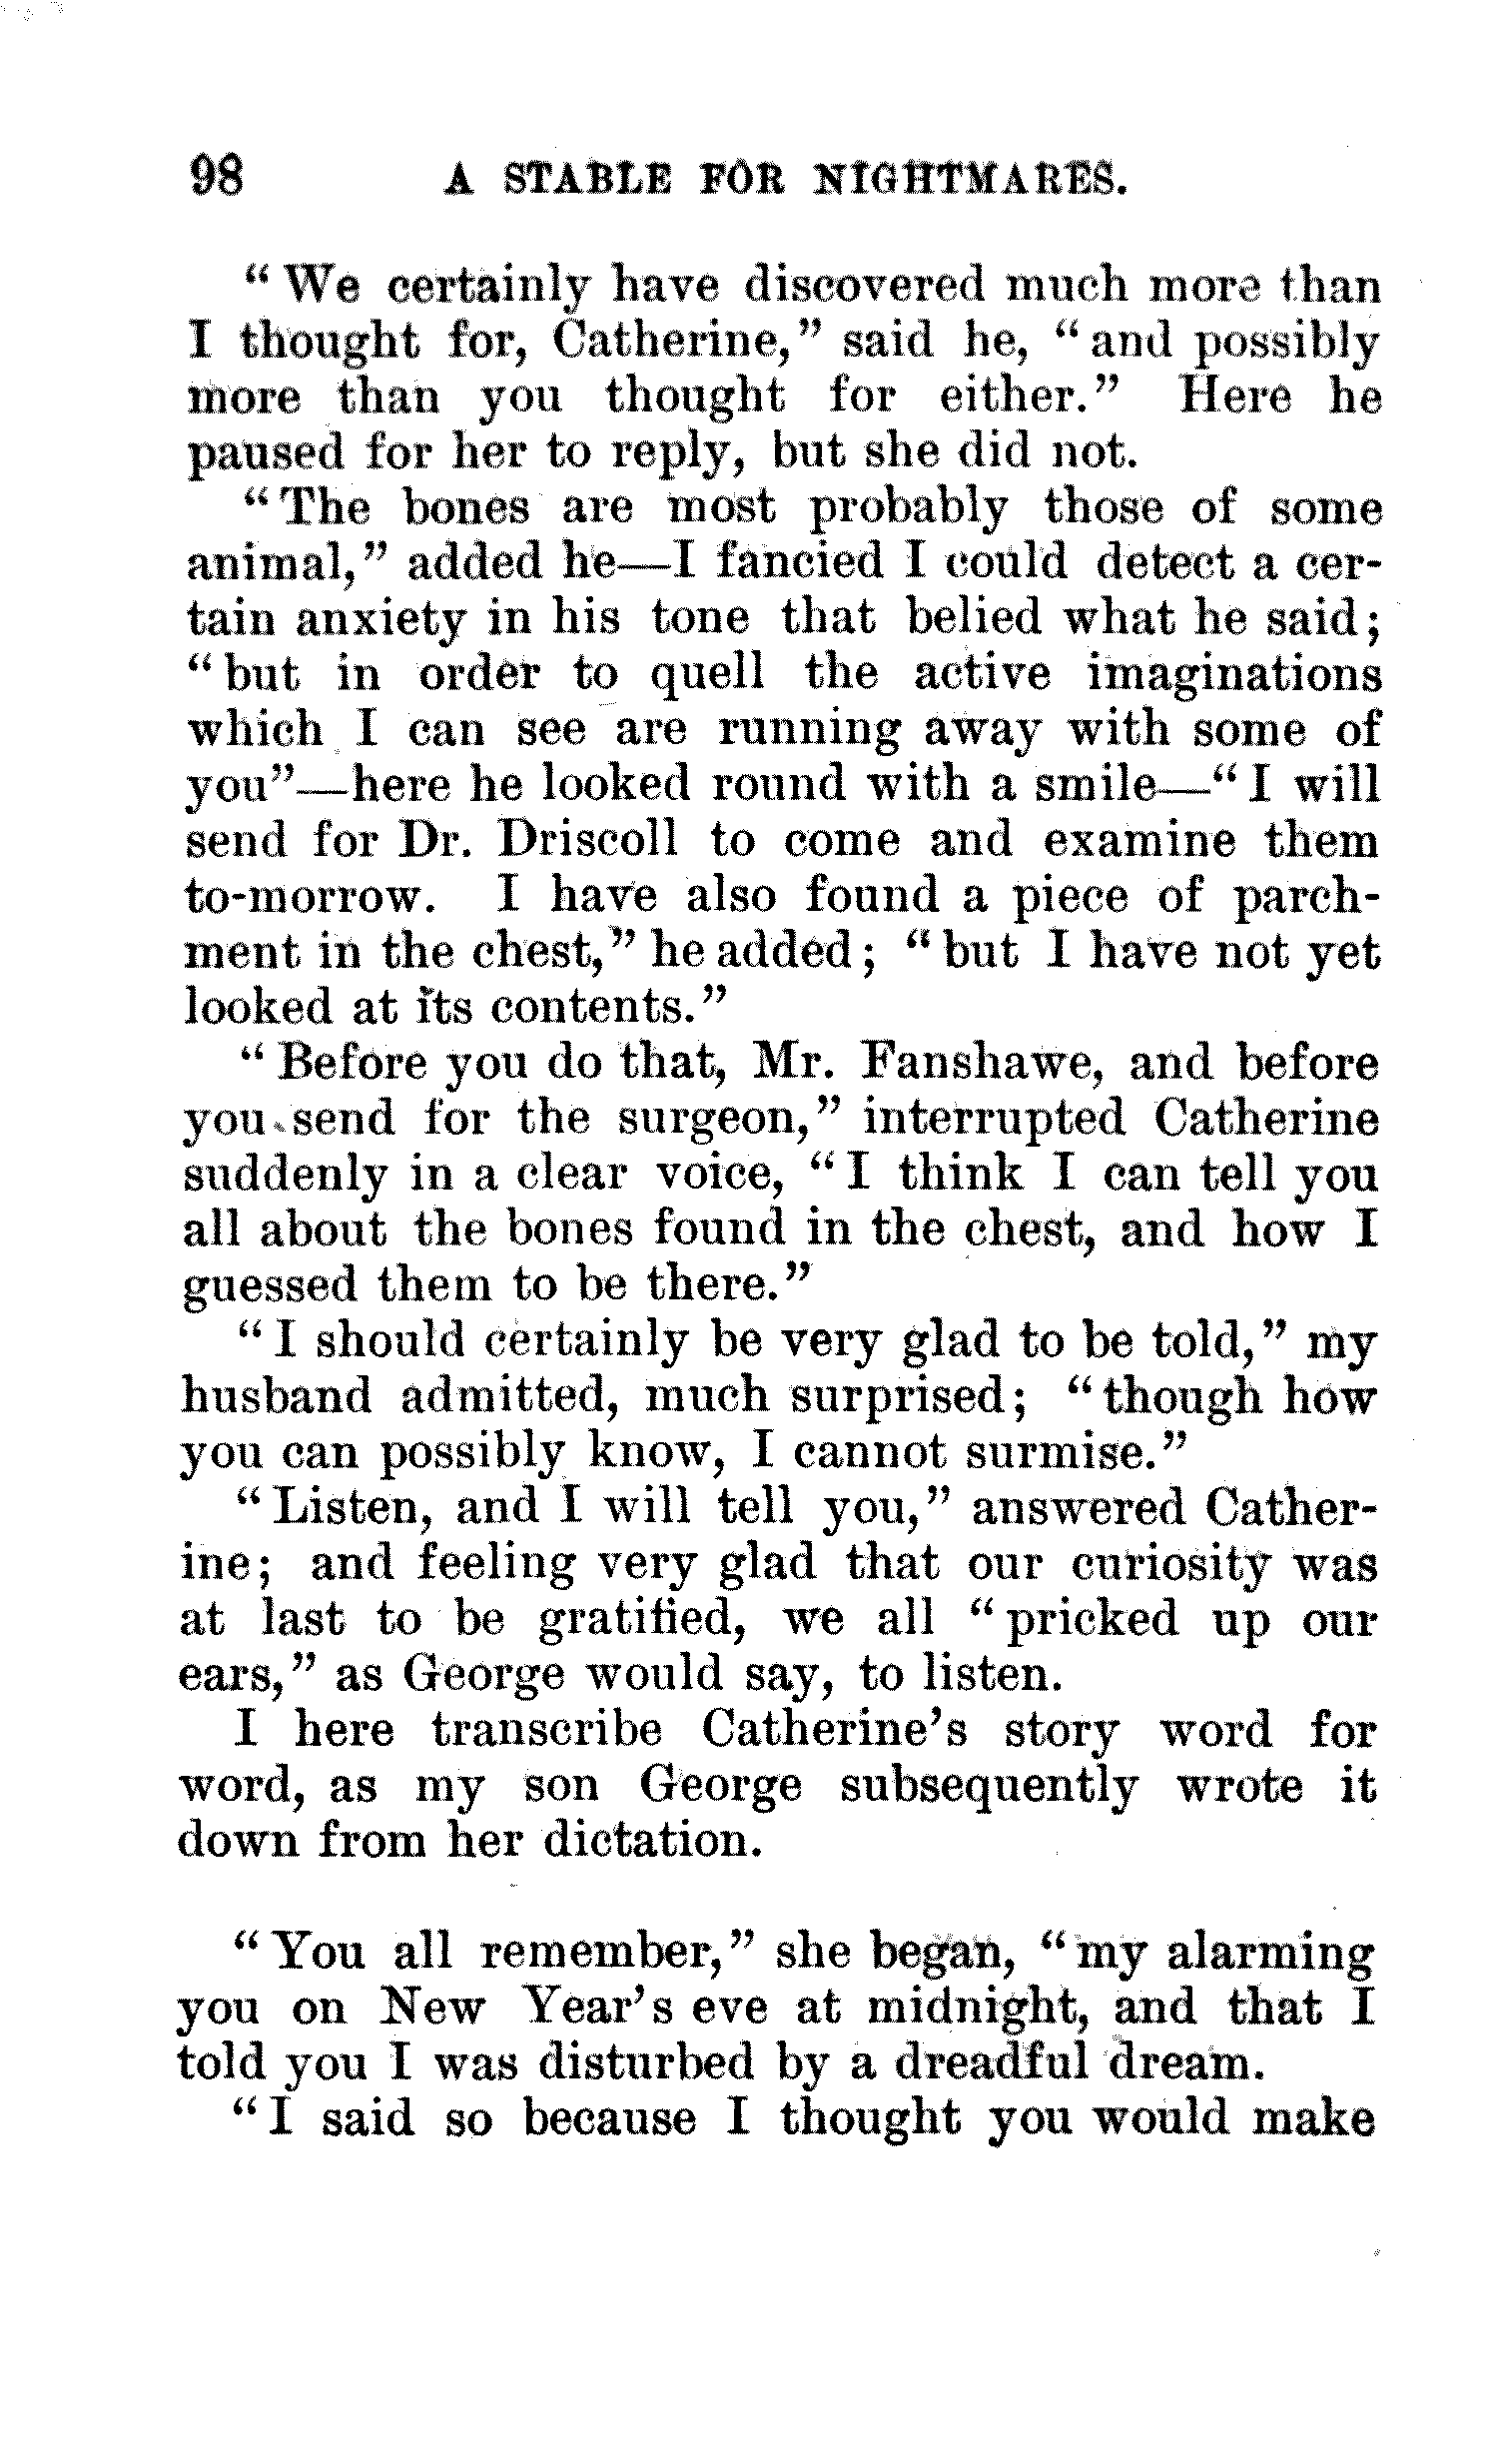 98 A STABLE FOR NIGHTMARES.
“We certainly have discovered much more than
I thought for, Catherine,” said he, “and possibly
more than you thought for either.” Here he
paused for her to reply, but she did not.
“The bones are most probably those of some
animal,” added he—I fancied I could detect a cer-
tain anxiety in his tone that belied what he said;
“but in order to quell the active imaginations
which I can see are running away with some of
you”—here he looked round with a smile—“I will
send for Dr. Driscoll to come and examine them
to-morrow. I have also found a piece of parch-
ment in the chest,” he added; “but I have not yet
looked at its contents.”
“Before you do that, Mr. Fanshawe, and before
you send for the surgeon,” interrupted Catherine
suddenly in a clear voice, “I think I can tell you
all about the bones found in the chest, and how I
guessed them to be there.”
“I should certainly be very glad to be told,” my
husband admitted, much surprised; “though how
you can possibly know, I cannot surmise.”
“Listen, and I will tell you,” answered Cather-
ine; and feeling very glad that our curiosity was
at last to be gratified, we all “pricked up our
ears,” as George would say, to listen.
I here transcribe Catherine’s story word for
word, as my son George subsequently wrote it
down from her dictation.
“You all remember,” she began, “my alarming
you on New Year’s eve at midnight, and that I
told you I was disturbed by a dreadful dream.
“I said so because I thought you would make